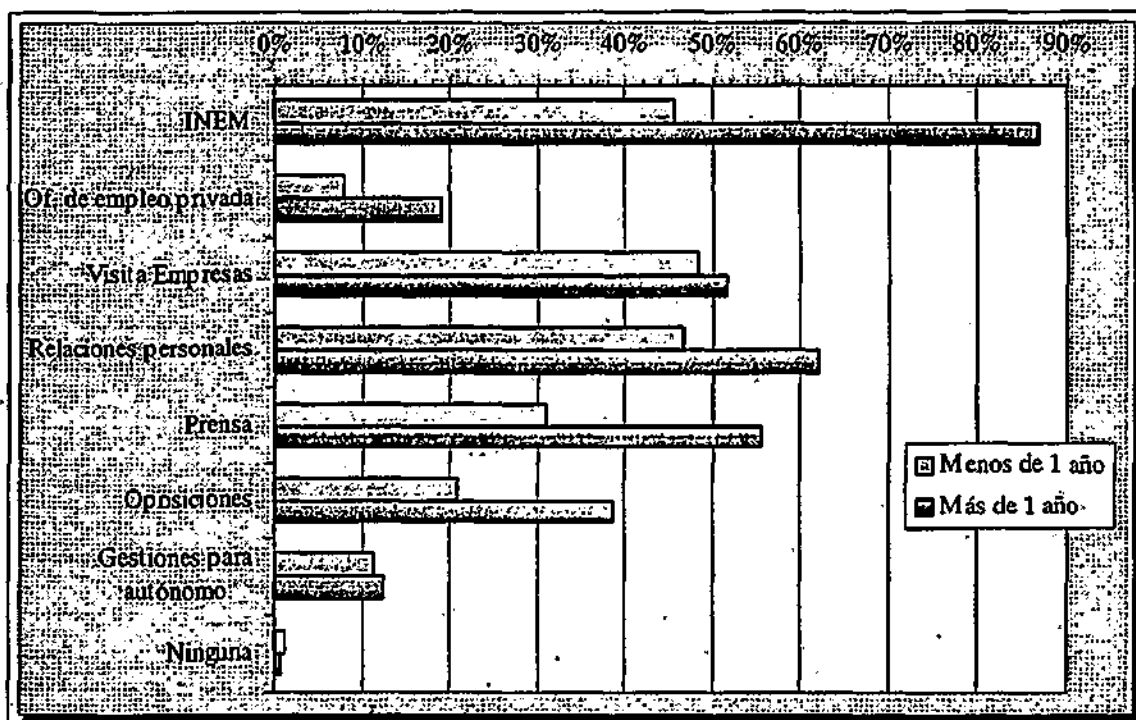 0% 10% 20% 30% 40% 50% 60% 70% 80% 90%
INEM
Of. de empleo privada
Visita Empresas
Relaciones personales
Prensa
Oposiciones
Gestiones para
autónomo
Ninguna
Menos de 1 año
Más de 1 año